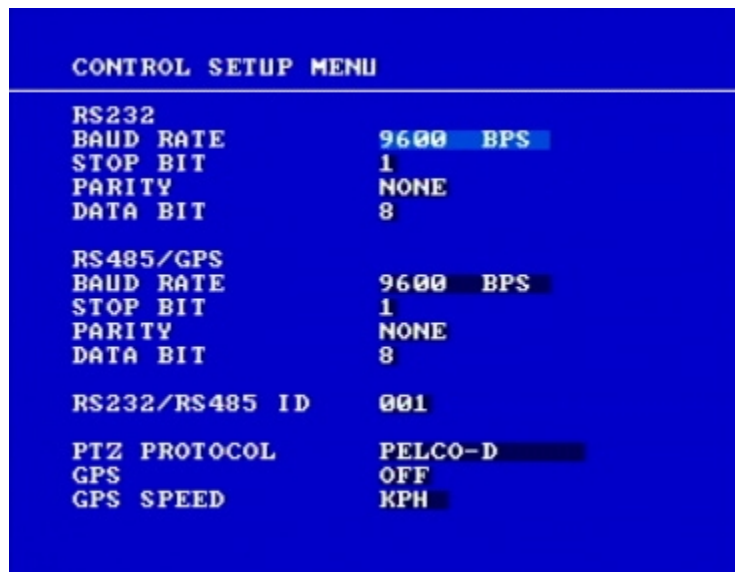 CONTROL SETUP MENU
RS232
BAUD RATE 9600 BPS
STOP BIT 1
PARITY NONE
DATA BIT 8
RS485/GPS
BAUD RATE 9600 BPS
STOP BIT 1
PARITY NONE
DATA BIT 8
RS232/RS485 ID 001
PTZ PROTOCOL PELCO-D
GPS OFF
GPS SPEED KPH